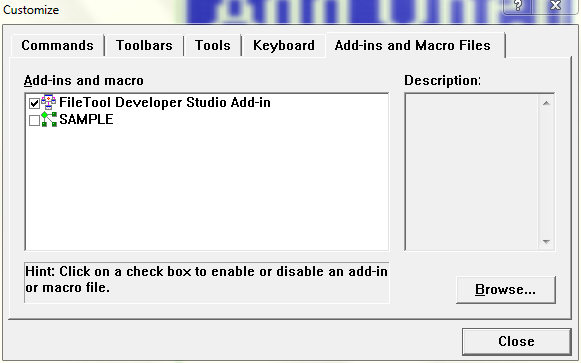 Customize
Commands Toolbars Tools Keyboard Add-ins and Macro Files
Add-ins and macro Description:
FileTool Developer Studio Add-in
SAMPLE
Hint: Click on a check box to enable or disable an add-in
or macro file.
Browse...
Close